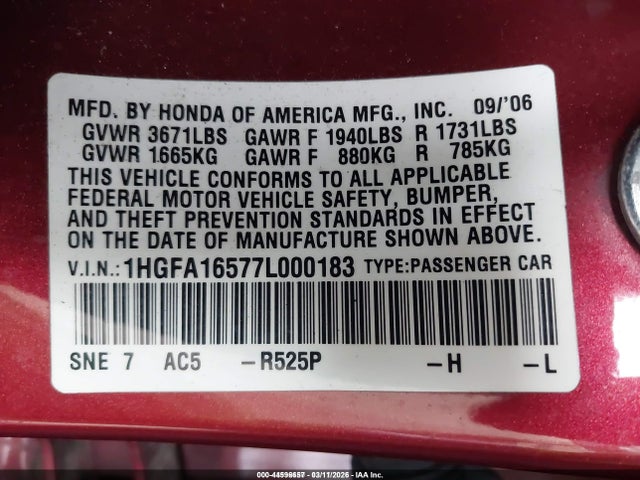 MFD. BY HONDA OF AMERICA MFG., INC. 09/'06
GVWR 3671LBS GAWR F 1940LBS R 1731LBS
GVWR 1665KG GAWR F 880KG R 785KG
THIS VEHICLE CONFORMS TO ALL APPLICABLE
FEDERAL MOTOR VEHICLE SAFETY, BUMPER,
AND THEFT PREVENTION STANDARDS IN EFFECT
ON THE DATE OF MANUFACTURE SHOWN ABOVE.
V.I.N.: 1HGFA16577L000183 TYPE:PASSENGER CAR
SNE 7 AC5 –R525P –H –L
000-44598657 - 03/11/2026 - IAA Inc.